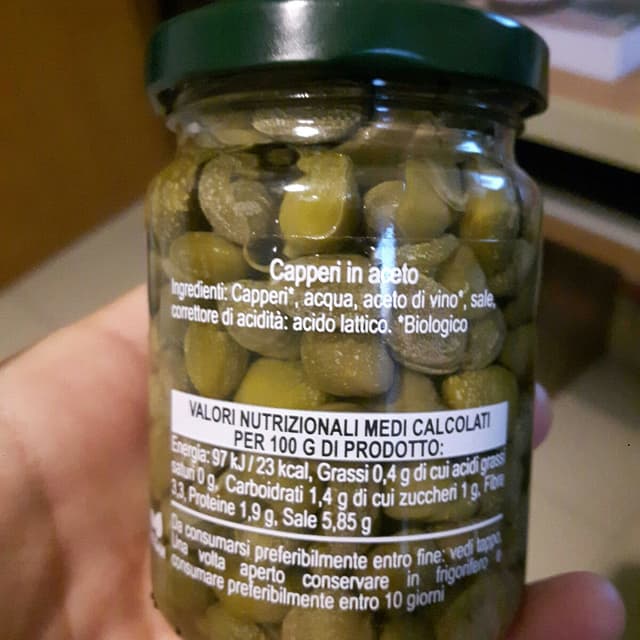 Capperi in aceto
Ingredienti: Capperi*, acqua, aceto di vino*, sale,
correttore di acidità: acido lattico. *Biologico
VALORI NUTRIZIONALI MEDI CALCOLATI
PER 100 G DI PRODOTTO:
Energia: 97 kJ / 23 kcal, Grassi 0,4 g di cui acidi grassi
saturi 0 g, Carboidrati 1,4 g di cui zuccheri 1 g, Fibre
3,3, Proteine 1,9 g, Sale 5,85 g
Da consumarsi preferibilmente entro fine: vedi tappo.
Una volta aperto conservare in frigorifero e
consumare preferibilmente entro 10 giorni